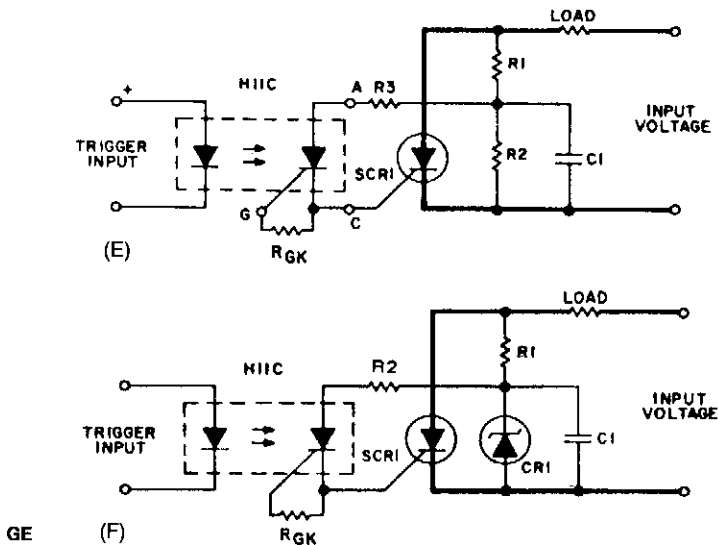 LOAD
R1
H11C
A R3
+
INPUT
VOLTAGE
TRIGGER
INPUT
SCR1
R2
C1
G
C
RGK
(E)
LOAD
R1
H11C
R2
INPUT
VOLTAGE
TRIGGER
INPUT
SCR1
CR1
C1
RGK
GE (F)